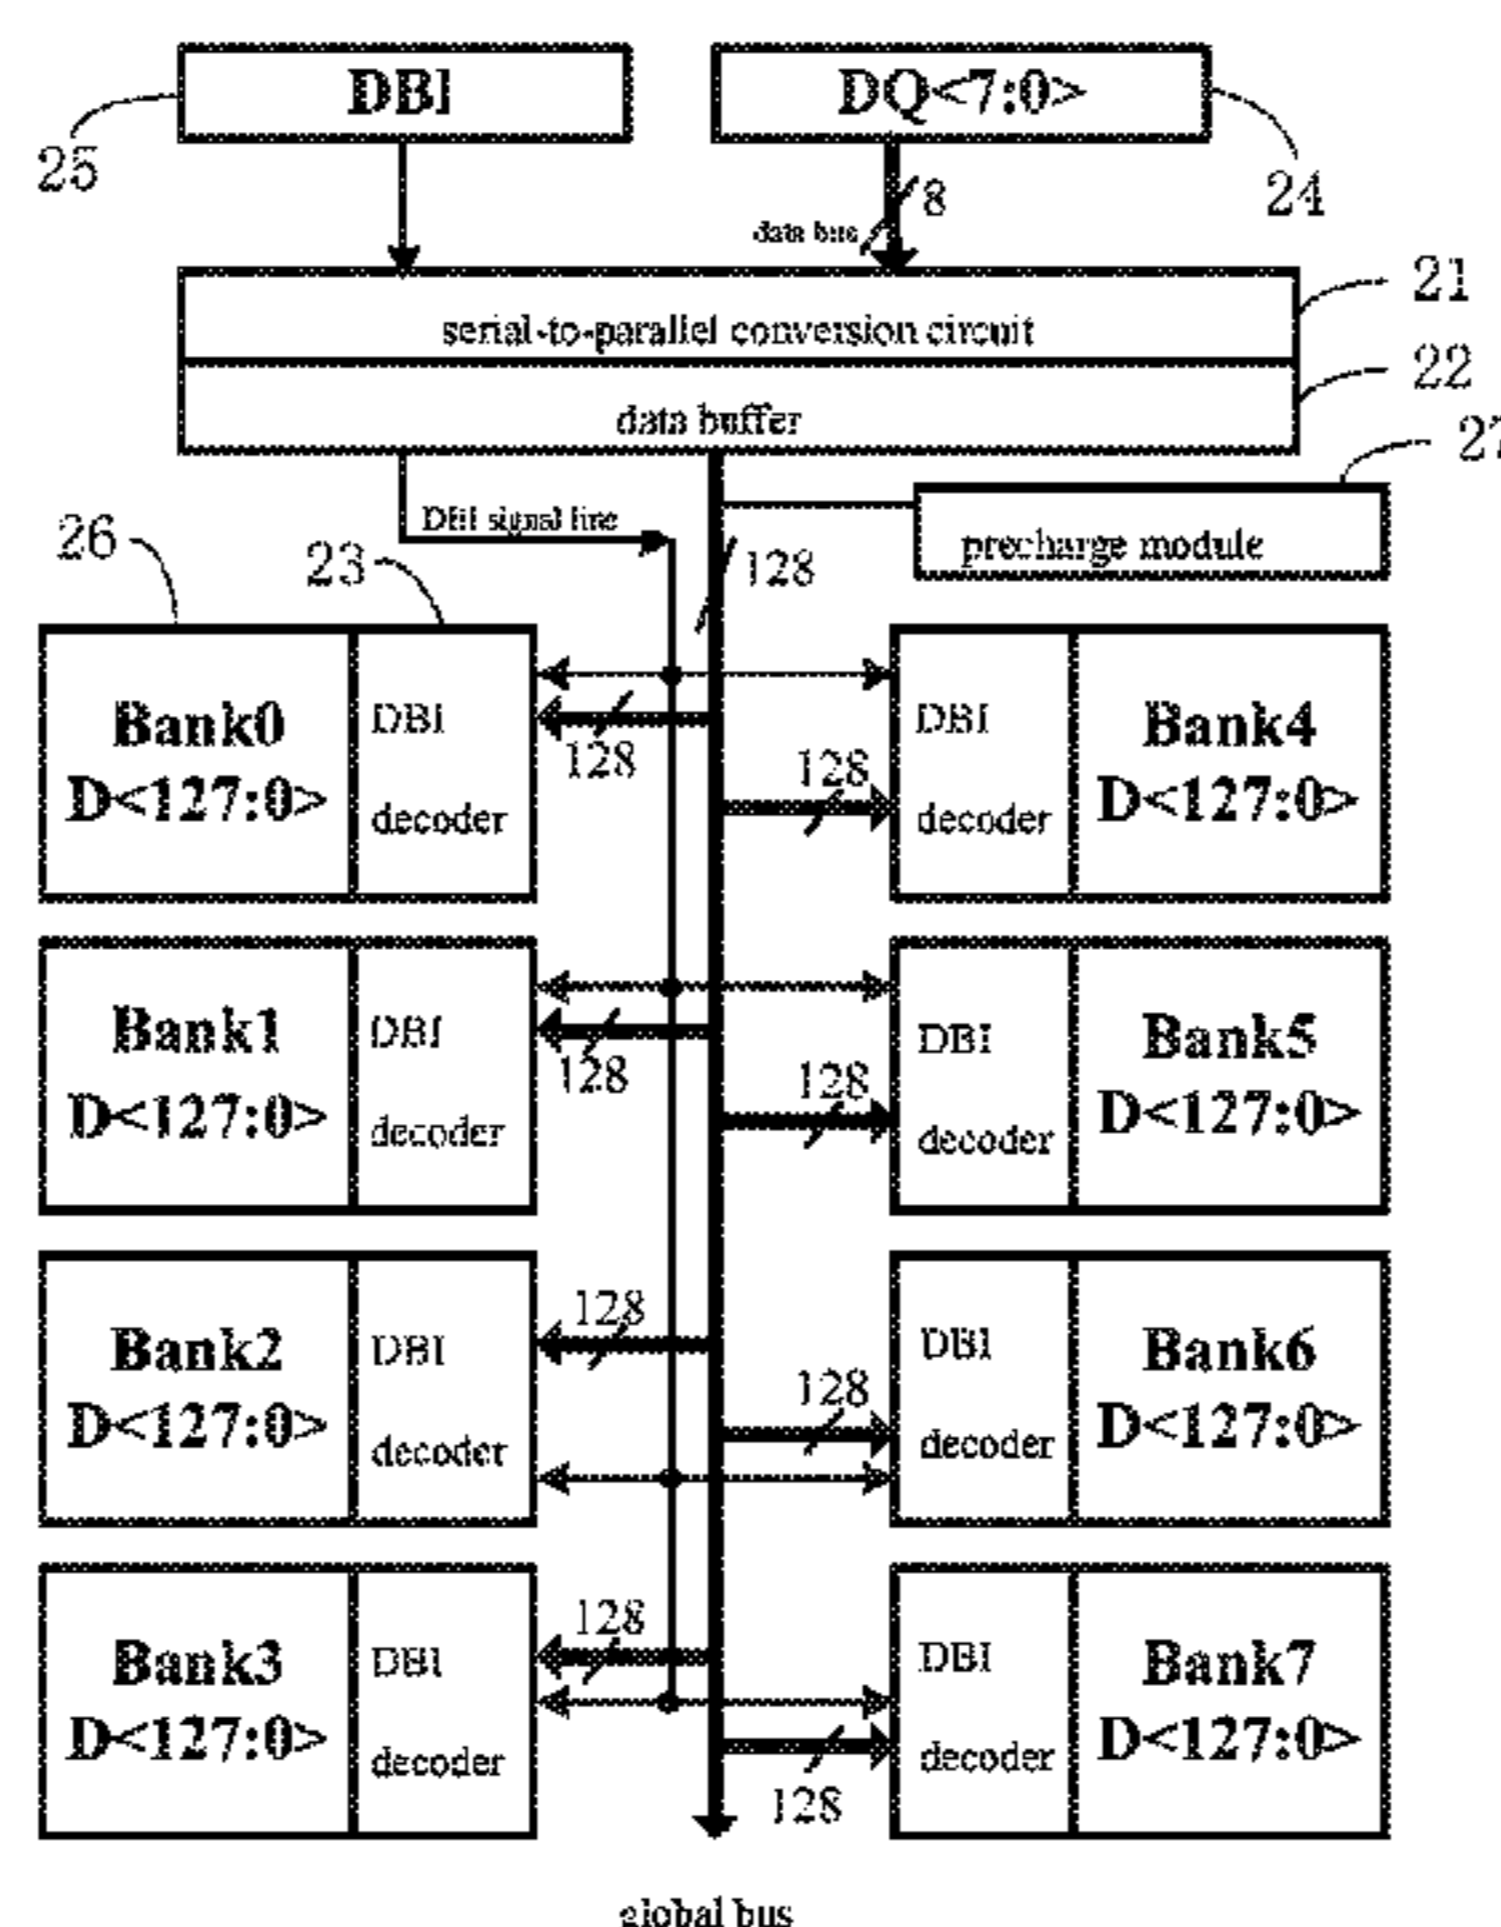 DBI
DQ<7:0>
25
24
8
data bus
21
serial-to-parallel conversion circuit
22
data buffer
27
DBI signal line
precharge module
26
23
128
Bank0
D<127:0>
DBI
decoder
128
128
DBI
decoder
Bank4
D<127:0>
Bank1
D<127:0>
DBI
decoder
128
128
DBI
decoder
Bank5
D<127:0>
Bank2
D<127:0>
DBI
decoder
128
128
DBI
decoder
Bank6
D<127:0>
Bank3
D<127:0>
DBI
decoder
128
128
DBI
decoder
Bank7
D<127:0>
global bus